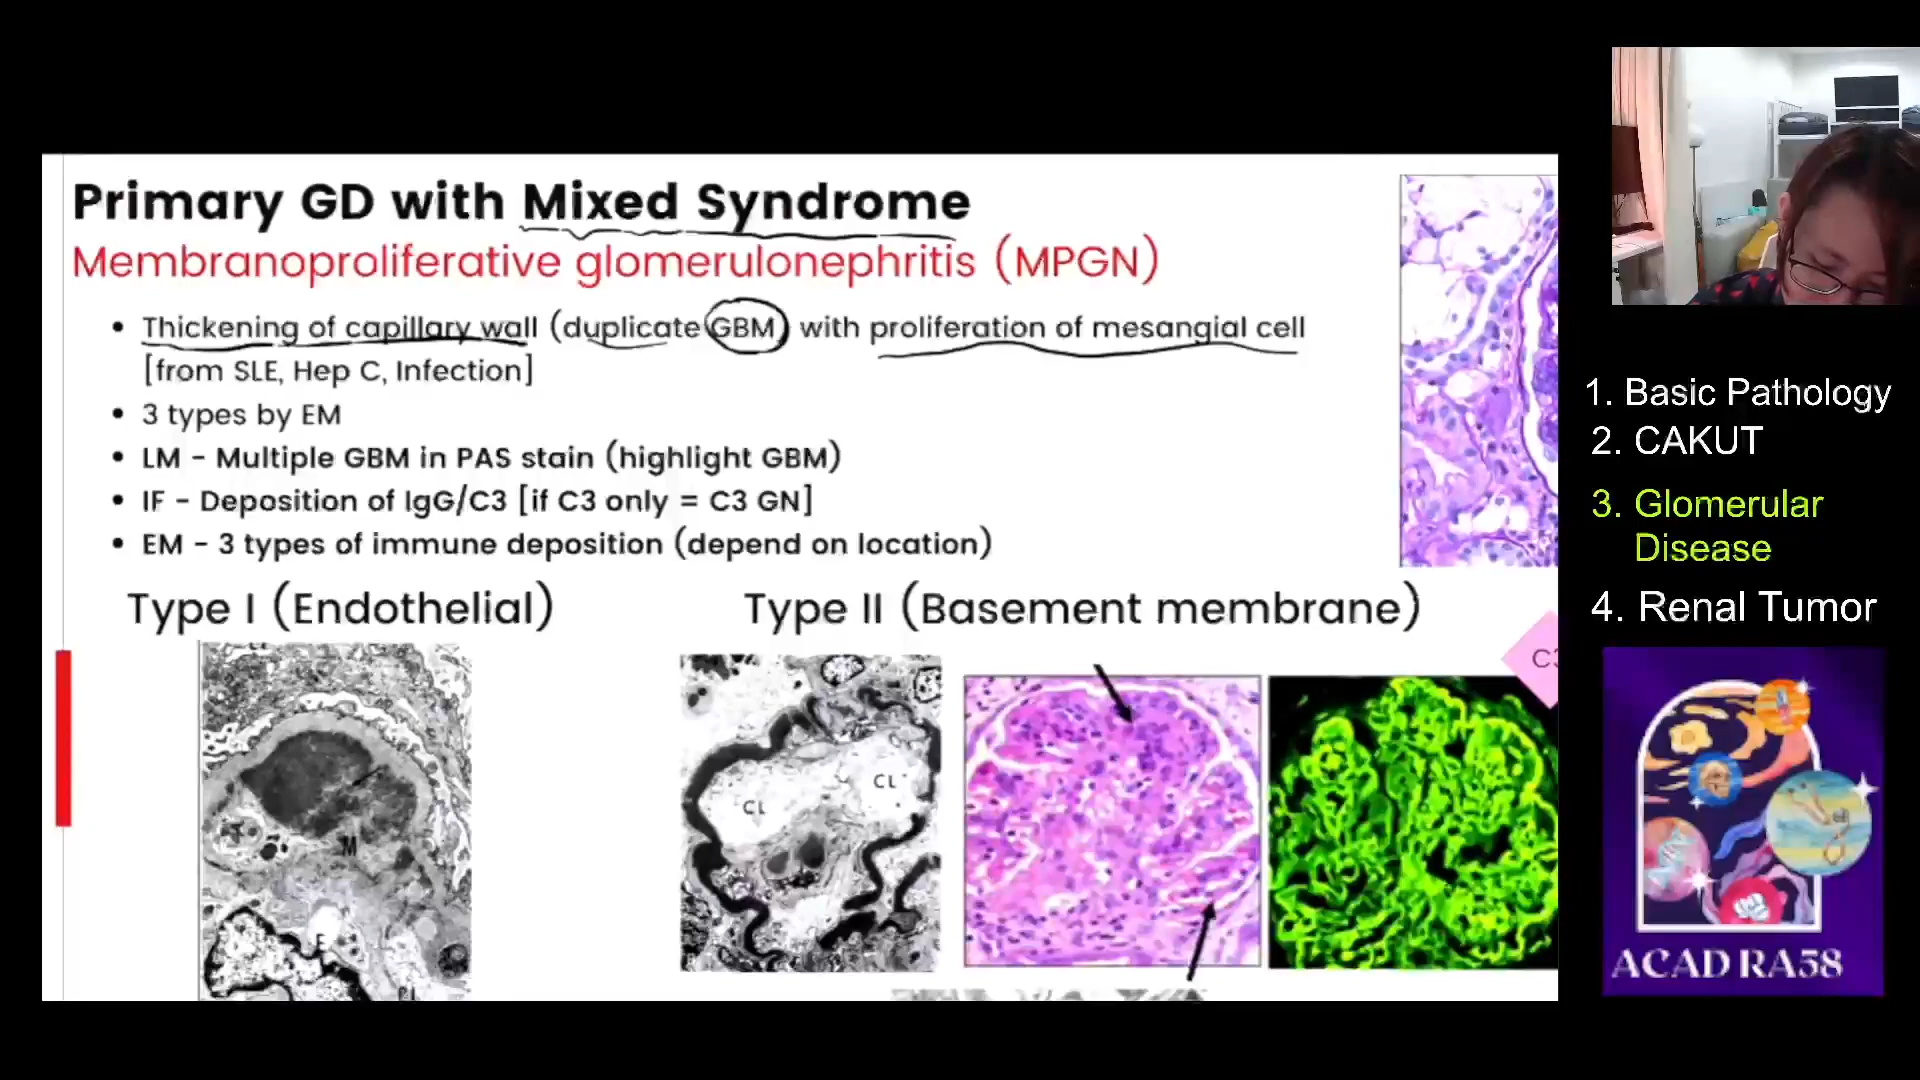 Primary GD with Mixed Syndrome
Membranoproliferative glomerulonephritis (MPGN)
• Thickening of capillary wall (duplicate GBM) with proliferation of mesangial cell
[from SLE, Hep C, Infection]
• 3 types by EM
• LM - Multiple GBM in PAS stain (highlight GBM)
• IF - Deposition of IgG/C3 [if C3 only = C3 GN]
• EM - 3 types of immune deposition (depend on location)
Type I (Endothelial)
Type II (Basement membrane)
M
E
CL
CL
1. Basic Pathology
2. CAKUT
3. Glomerular
Disease
4. Renal Tumor
ACAD RA58